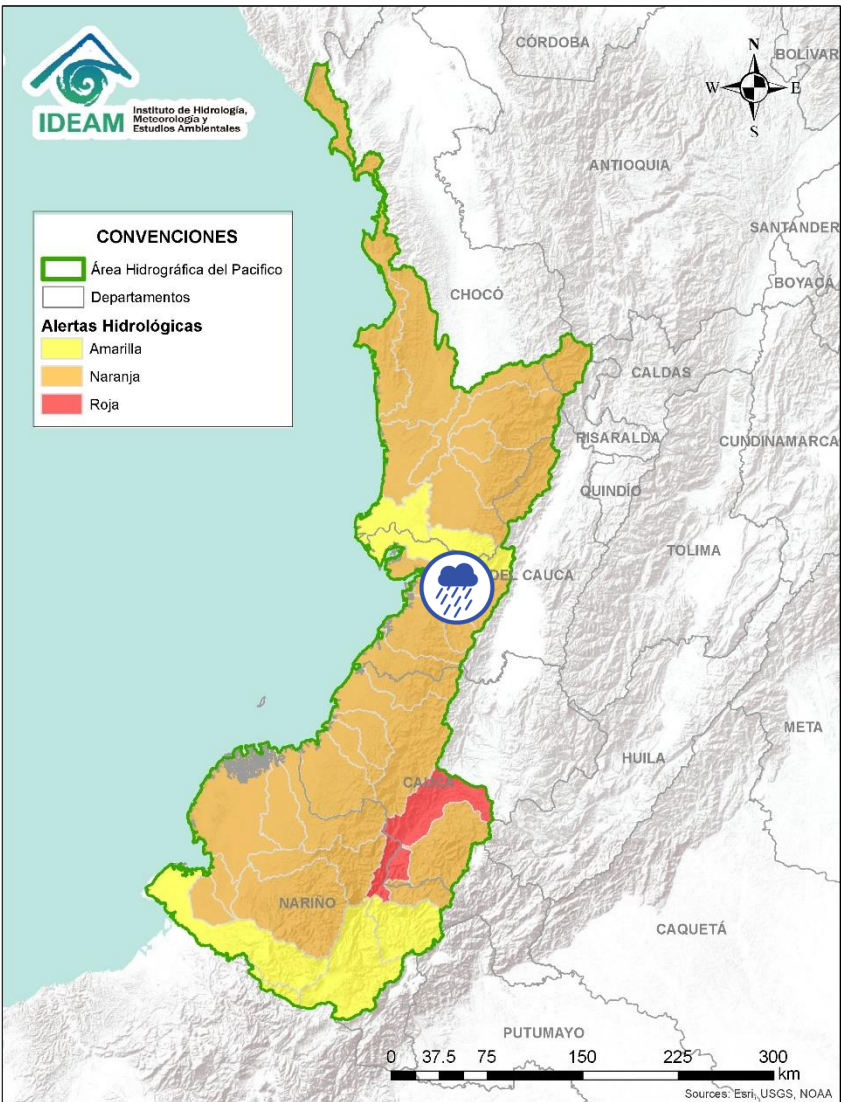 IDEAM
Instituto de Hidrología,
Meteorología y
Estudios Ambientales
CÓRDOBA
BOLÍVAR
N
W
E
S
ANTIOQUIA
SANTANDER
BOYACÁ
CONVENCIONES
Área Hidrográfica del Pacifico
Departamentos
Alertas Hidrológicas
Amarilla
Naranja
Roja
CHOCÓ
CALDAS
RISARALDA
CUNDINAMARCA
QUINDÍO
TOLIMA
DEL CAUCA
META
HUILA
CAUCA
NARIÑO
CAQUETÁ
PUTUMAYO
0 37.5 75 150 225 300
km
Sources: Esri, USGS, NOAA